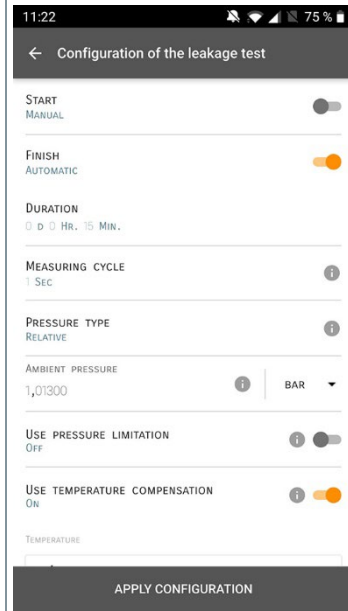 11:22 75 %
Configuration of the leakage test
START
MANUAL
FINISH
AUTOMATIC
DURATION
0 D 0 HR. 15 MIN.
MEASURING CYCLE
1 SEC
PRESSURE TYPE
RELATIVE
AMBIENT PRESSURE
1,01300 BAR
USE PRESSURE LIMITATION
OFF
USE TEMPERATURE COMPENSATION
ON
TEMPERATURE
APPLY CONFIGURATION